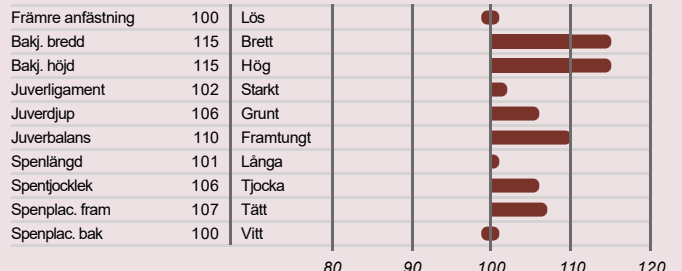 Främre anfästning 100 Lös
Bakj. bredd 115 Brett
Bakj. höjd 115 Hög
Juverligament 102 Starkt
Juverdjup 106 Grunt
Juverbalans 110 Framtungt
Spenlängd 101 Långa
Spentjocklek 106 Tjocka
Spenplac. fram 107 Tätt
Spenplac. bak 100 Vitt
80 90 100 110 120